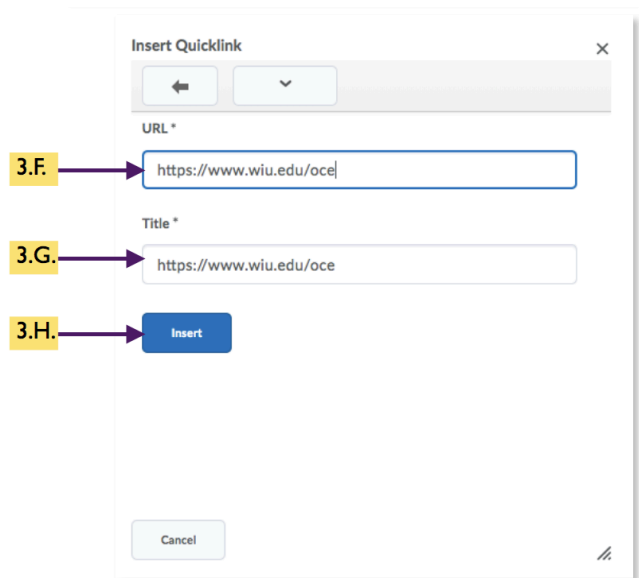 Insert Quicklink
URL *
3.F.
https://www.wiu.edu/oce
Title *
3.G.
https://www.wiu.edu/oce
3.H.
Insert
Cancel